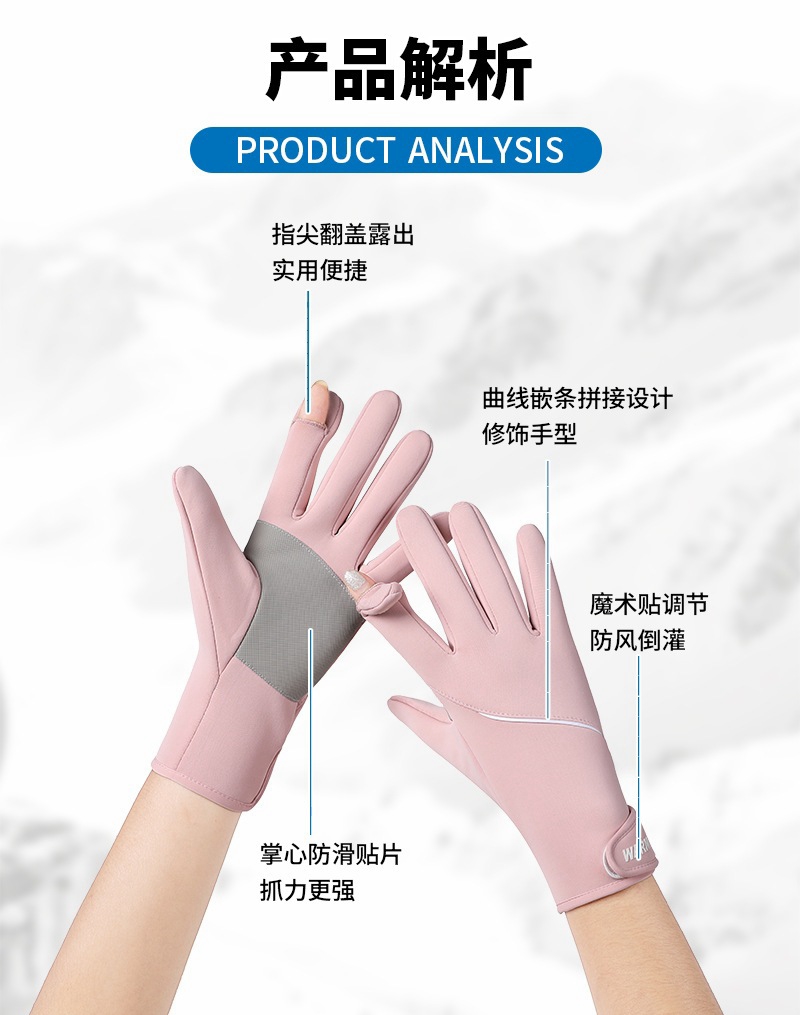 产品解析
PRODUCT ANALYSIS
指尖翻盖露出
实用便捷
曲线嵌条拼接设计
修饰手型
魔术贴调节
防风倒灌
掌心防滑贴片
抓力更强